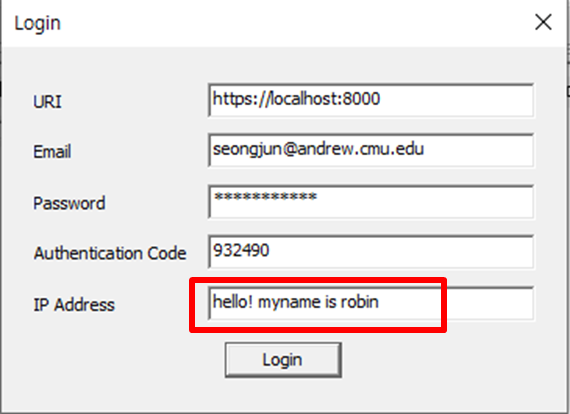 Login
URI https://localhost:8000
Email seongjun@andrew.cmu.edu
Password ***********
Authentication Code 932490
IP Address hello! myname is robin
Login